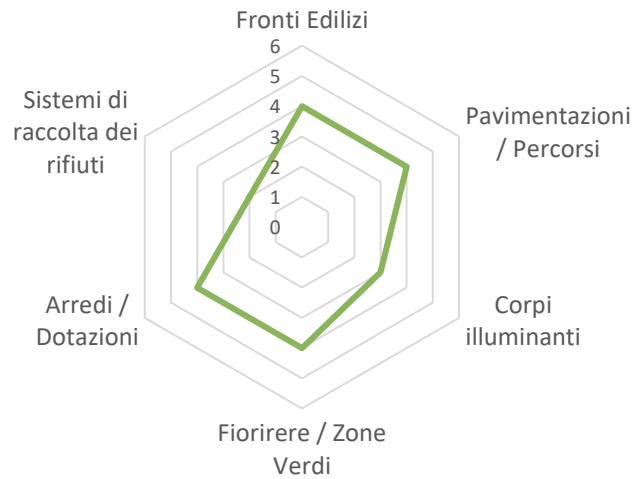 Fronti Edilizi
6
5
4
3
2
1
0
Pavimentazioni
/ Percorsi
Corpi
illuminanti
Fiorirere / Zone
Verdi
Arredi /
Dotazioni
Sistemi di
raccolta dei
rifiuti